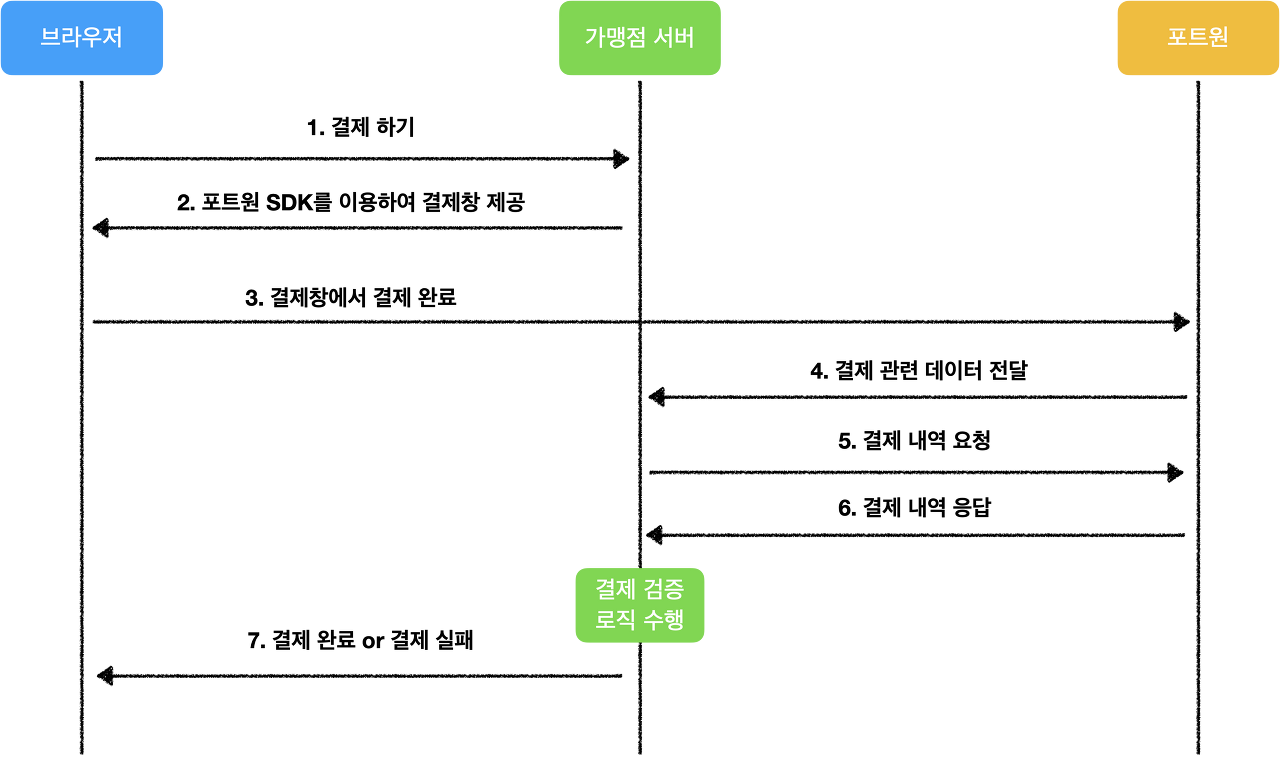 브라우저
가맹점 서버
포트원
1. 결제 하기
2. 포트원 SDK를 이용하여 결제창 제공
3. 결제창에서 결제 완료
4. 결제 관련 데이터 전달
5. 결제 내역 요청
6. 결제 내역 응답
결제 검증
로직 수행
7. 결제 완료 or 결제 실패